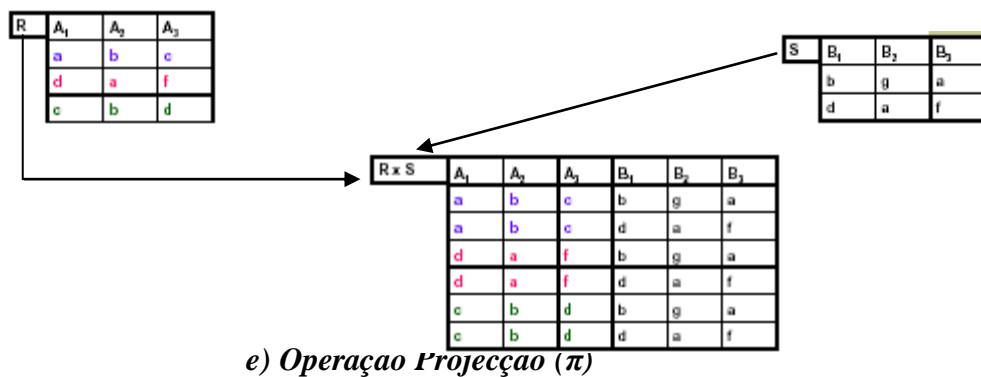 R A₁ A₂ A₃
a b c
d a f
c b d
S B₁ B₂ B₃
b g a
d a f
R x S A₁ A₂ A₃ B₁ B₂ B₃
a b c b g a
a b c d a f
d a f b g a
d a f d a f
c b d b g a
c b d d a f
e) Operaçao Projecção (π)